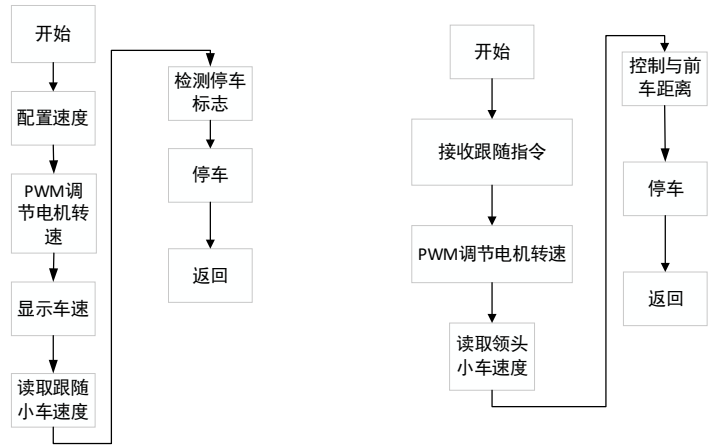 开始
配置速度
PWM调
节电机转
速
显示车速
读取跟随
小车速度
检测停车
标志
停车
返回
开始
接收跟随指令
PWM调节电机转速
读取领头
小车速度
控制与前
车距离
停车
返回